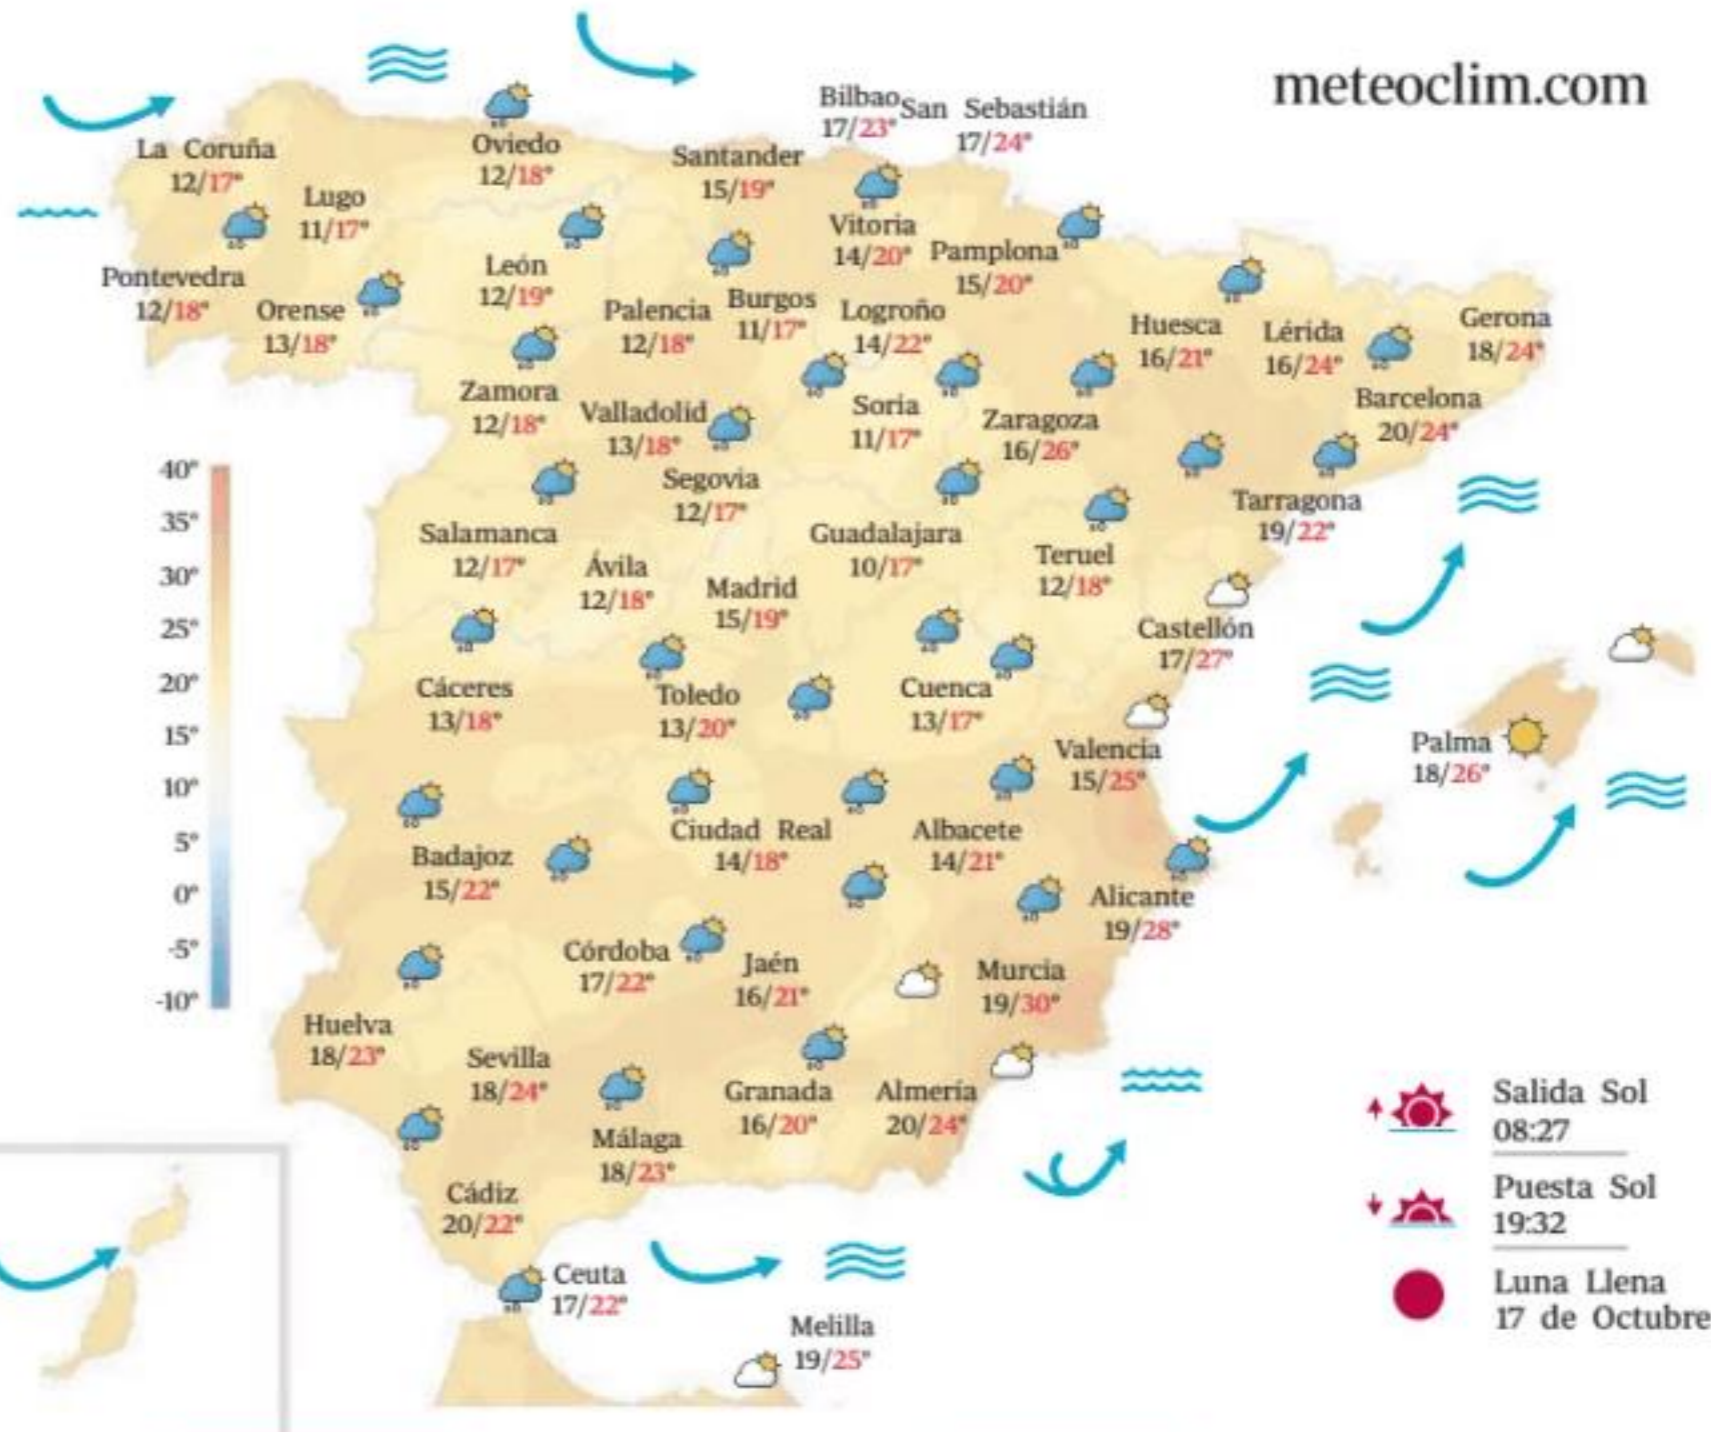 meteoclim.com
Bilbao
17/23°
San Sebastián
17/24°
La Coruña
12/17°
Oviedo
12/18°
Santander
15/19°
Lugo
11/17°
Vitoria
14/20°
Pamplona
15/20°
León
12/19°
Pontevedra
12/18°
Orense
13/18°
Palencia
12/18°
Burgos
11/17°
Logroño
14/22°
Huesca
16/21°
Lérida
16/24°
Gerona
18/24°
Zamora
12/18°
Valladolid
13/18°
Soria
11/17°
Zaragoza
16/26°
Barcelona
20/24°
Segovia
12/17°
Tarragona
19/22°
Salamanca
12/17°
Ávila
12/18°
Madrid
15/19°
Guadalajara
10/17°
Teruel
12/18°
Castellón
17/27°
Cáceres
13/18°
Toledo
13/20°
Cuenca
13/17°
Valencia
15/25°
Palma
18/26°
Badajoz
15/22°
Ciudad Real
14/18°
Albacete
14/21°
Alicante
19/28°
Córdoba
17/22°
Jaén
16/21°
Murcia
19/30°
Huelva
18/23°
Sevilla
18/24°
Granada
16/20°
Almería
20/24°
Málaga
18/23°
Cádiz
20/22°
Ceuta
17/22°
Melilla
19/25°
40°
35°
30°
25°
20°
15°
10°
5°
0°
-5°
-10°
Salida Sol
08:27
Puesta Sol
19:32
Luna Llena
17 de Octubre